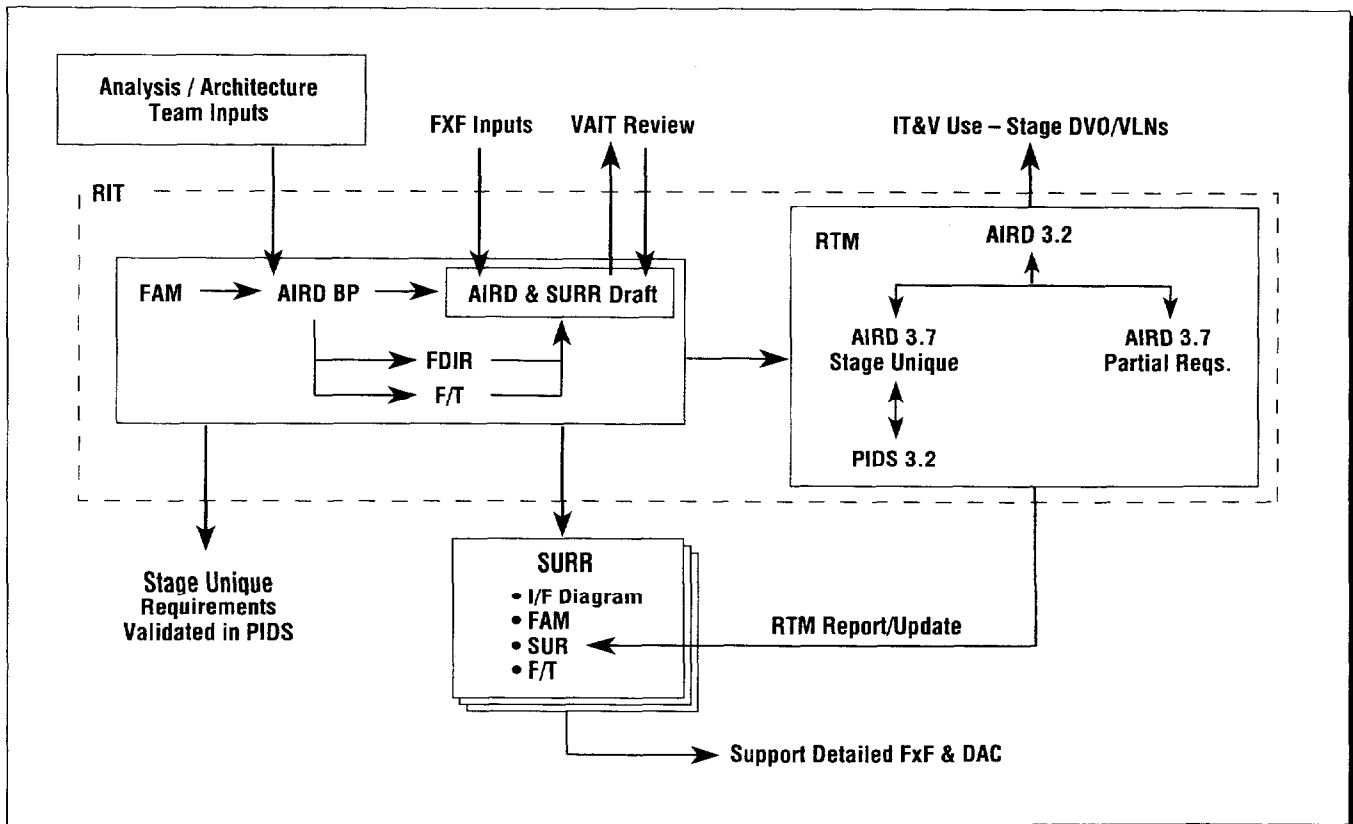 Analysis / Architecture
Team Inputs
FXF Inputs
VAIT Review
IT&V Use – Stage DVO/VLNs
RIT
RTM
AIRD 3.2
FAM
AIRD BP
AIRD & SURR Draft
FDIR
F/T
AIRD 3.7
Stage Unique
AIRD 3.7
Partial Reqs.
PIDS 3.2
Stage Unique
Requirements
Validated in PIDS
SURR
• I/F Diagram
• FAM
• SUR
• F/T
RTM Report/Update
Support Detailed FxF & DAC